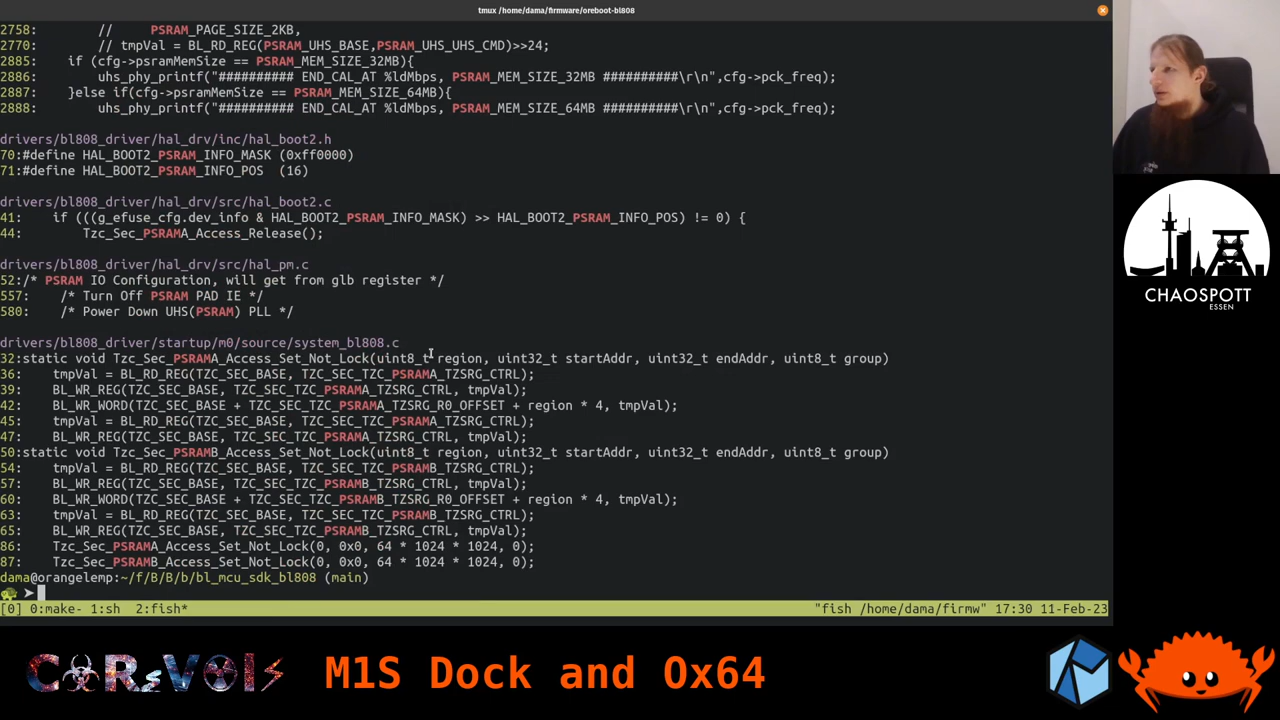 tmux /home/dama/firmware/oreboot-bl808
2758:   //      PSRAM_PAGE_SIZE_2KB,
2770:   // tmpVal = BL_RD_REG(PSRAM_UHS_BASE,PSRAM_UHS_UHS_CMD)>>24;
2885:    if (cfg->psramMemSize == PSRAM_MEM_SIZE_32MB){
2886:        uhs_phy_printf("########## END_CAL_AT %ldMbps, PSRAM_MEM_SIZE_32MB ##########\r\n",cfg->pck_freq);
2887:    }else if(cfg->psramMemSize == PSRAM_MEM_SIZE_64MB){
2888:        uhs_phy_printf("########## END_CAL_AT %ldMbps, PSRAM_MEM_SIZE_64MB ##########\r\n",cfg->pck_freq);
drivers/bl808_driver/hal_drv/inc/hal_boot2.h
70:#define HAL_BOOT2_PSRAM_INFO_MASK (0xff0000)
71:#define HAL_BOOT2_PSRAM_INFO_POS  (16)
drivers/bl808_driver/hal_drv/src/hal_boot2.c
41:    if (((g_efuse_cfg.dev_info & HAL_BOOT2_PSRAM_INFO_MASK) >> HAL_BOOT2_PSRAM_INFO_POS) != 0) {
44:        Tzc_Sec_PSRAMA_Access_Release();
drivers/bl808_driver/hal_drv/src/hal_pm.c
52:/* PSRAM IO Configuration, will get from glb register */
557:    /* Turn Off PSRAM PAD IE */
580:    /* Power Down UHS(PSRAM) PLL */
drivers/bl808_driver/startup/m0/source/system_bl808.c
32:static void Tzc_Sec_PSRAMA_Access_Set_Not_Lock(uint8_t region, uint32_t startAddr, uint32_t endAddr, uint8_t group)
36:    tmpVal = BL_RD_REG(TZC_SEC_BASE, TZC_SEC_TZC_PSRAMA_TZSRG_CTRL);
39:    BL_WR_REG(TZC_SEC_BASE, TZC_SEC_TZC_PSRAMA_TZSRG_CTRL, tmpVal);
42:    BL_WR_WORD(TZC_SEC_BASE + TZC_SEC_TZC_PSRAMA_TZSRG_R0_OFFSET + region * 4, tmpVal);
45:    tmpVal = BL_RD_REG(TZC_SEC_BASE, TZC_SEC_TZC_PSRAMA_TZSRG_CTRL);
47:    BL_WR_REG(TZC_SEC_BASE, TZC_SEC_TZC_PSRAMA_TZSRG_CTRL, tmpVal);
50:static void Tzc_Sec_PSRAMB_Access_Set_Not_Lock(uint8_t region, uint32_t startAddr, uint32_t endAddr, uint8_t group)
54:    tmpVal = BL_RD_REG(TZC_SEC_BASE, TZC_SEC_TZC_PSRAMB_TZSRG_CTRL);
57:    BL_WR_REG(TZC_SEC_BASE, TZC_SEC_TZC_PSRAMB_TZSRG_CTRL, tmpVal);
60:    BL_WR_WORD(TZC_SEC_BASE + TZC_SEC_TZC_PSRAMB_TZSRG_R0_OFFSET + region * 4, tmpVal);
63:    tmpVal = BL_RD_REG(TZC_SEC_BASE, TZC_SEC_TZC_PSRAMB_TZSRG_CTRL);
65:    BL_WR_REG(TZC_SEC_BASE, TZC_SEC_TZC_PSRAMB_TZSRG_CTRL, tmpVal);
86:    Tzc_Sec_PSRAMA_Access_Set_Not_Lock(0, 0x0, 64 * 1024 * 1024, 0);
87:    Tzc_Sec_PSRAMB_Access_Set_Not_Lock(0, 0x0, 64 * 1024 * 1024, 0);
dama@orangelemp:~/f/B/B/b/bl_mcu_sdk_bl808 (main)
[0] 0:make- 1:sh  2:fish*    "fish /home/dama/firmw" 17:30 11-Feb-23
CHAOSPOTT
ESSEN
M1S Dock and Ox64